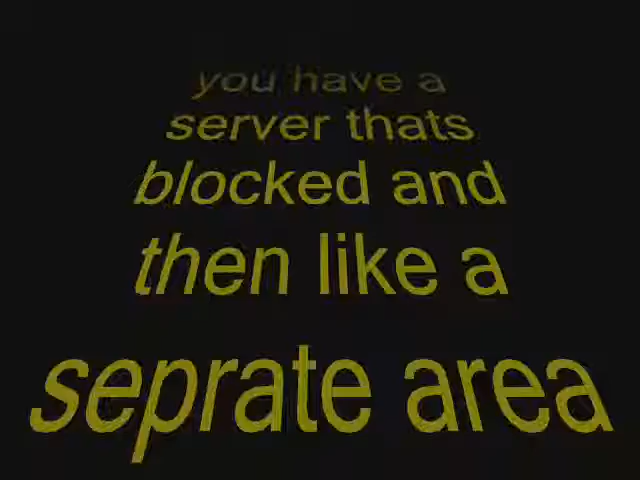 you have a
server thats
blocked and
then like a
seprate area